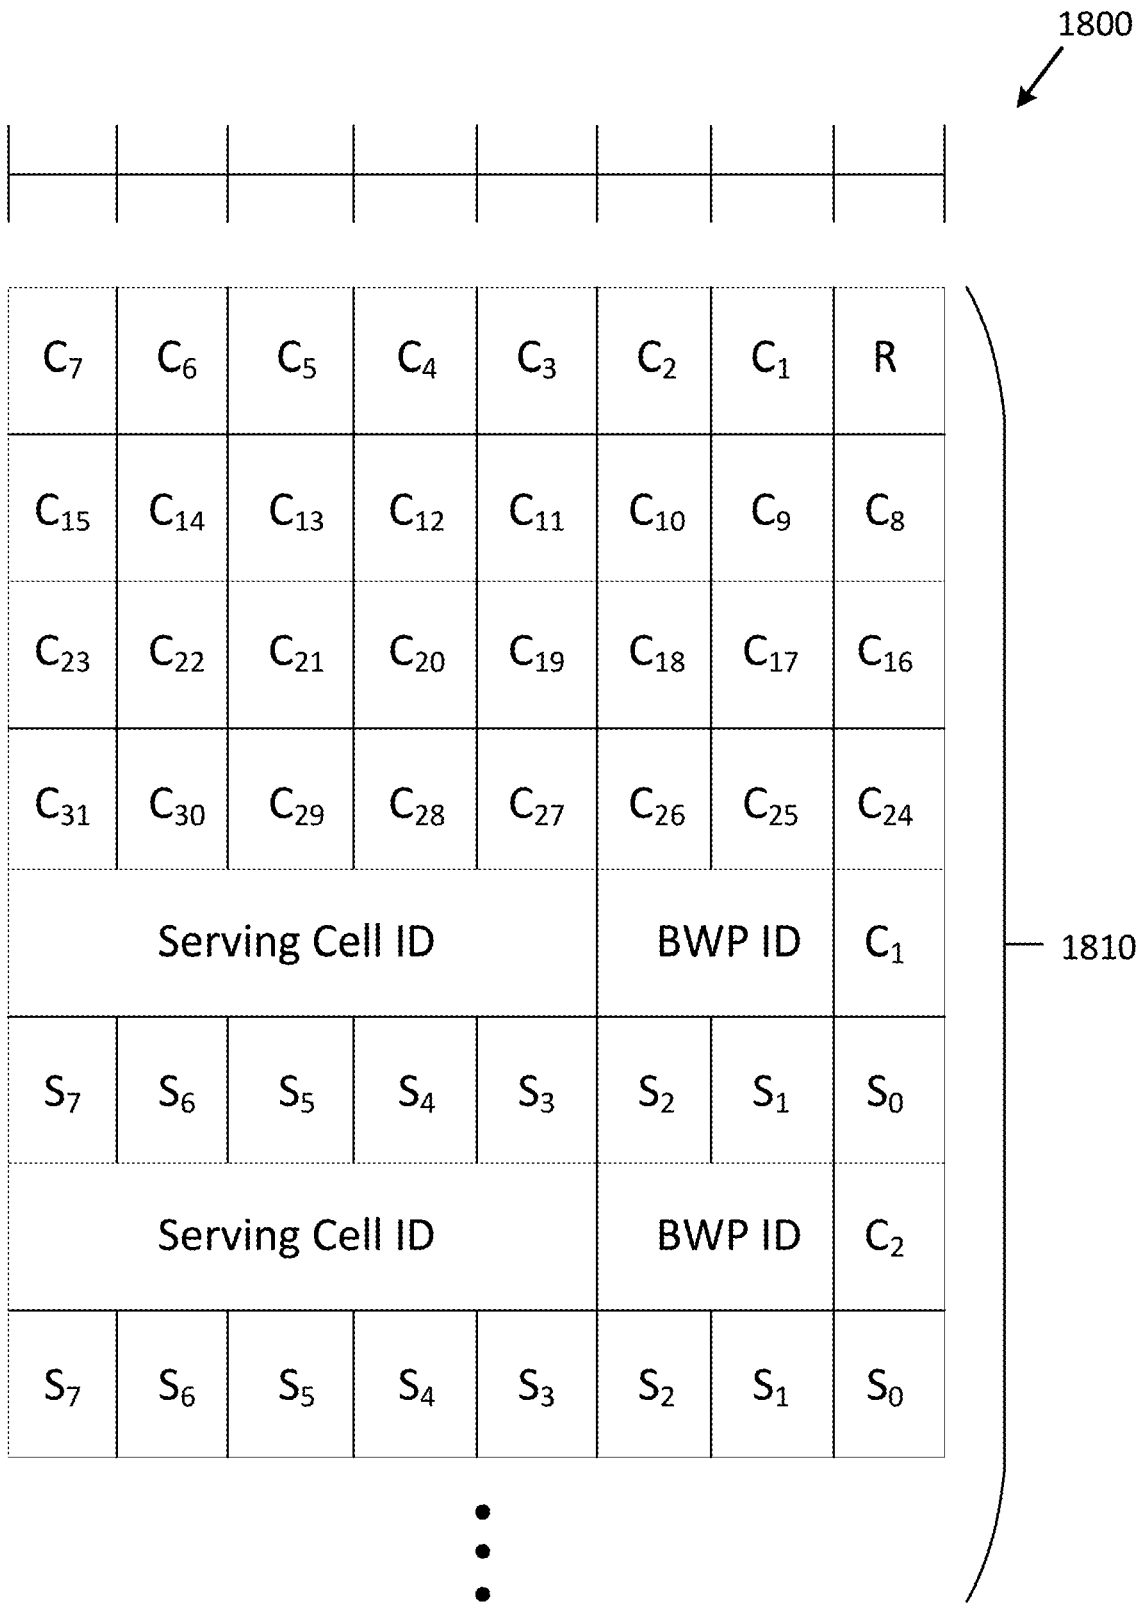 1800
C₇ C₆ C₅ C₄ C₃ C₂ C₁ R
C₁₅ C₁₄ C₁₃ C₁₂ C₁₁ C₁₀ C₉ C₈
C₂₃ C₂₂ C₂₁ C₂₀ C₁₉ C₁₈ C₁₇ C₁₆
C₃₁ C₃₀ C₂₉ C₂₈ C₂₇ C₂₆ C₂₅ C₂₄
Serving Cell ID BWP ID C₁
1810
S₇ S₆ S₅ S₄ S₃ S₂ S₁ S₀
Serving Cell ID BWP ID C₂
S₇ S₆ S₅ S₄ S₃ S₂ S₁ S₀